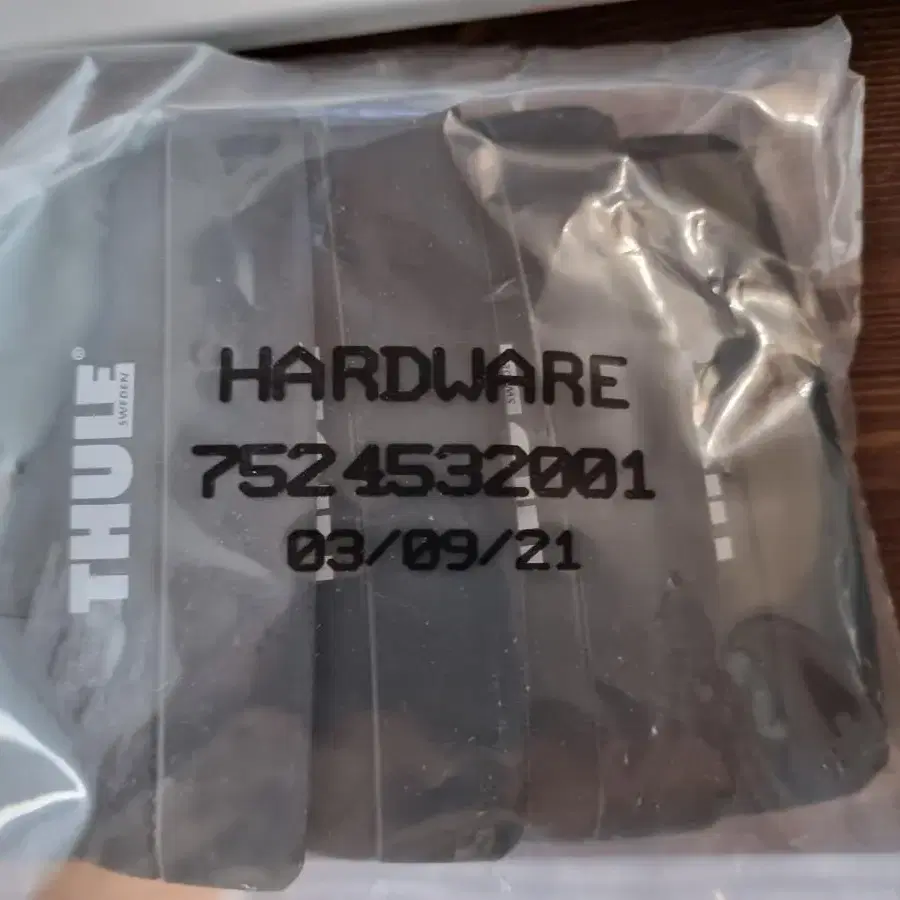 HARDWARE
7524532001
03/09/21
THULE®
SWEDEN